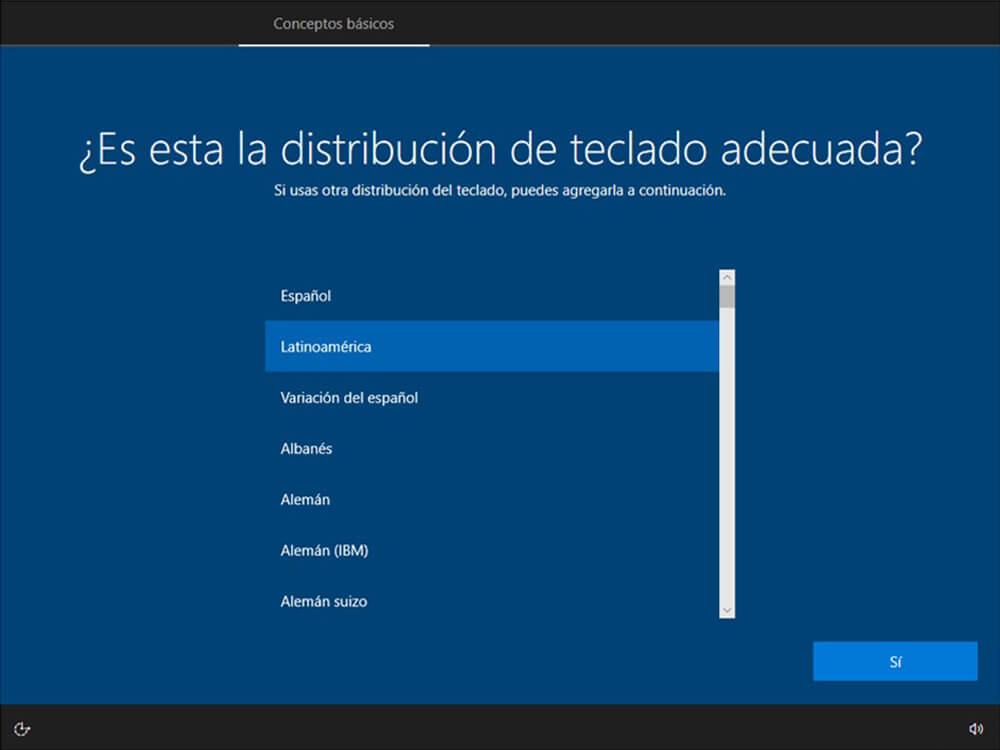 Conceptos básicos
¿Es esta la distribución de teclado adecuada?
Si usas otra distribución del teclado, puedes agregarla a continuación.
Español
Latinoamérica
Variación del español
Albanés
Alemán
Alemán (IBM)
Alemán suizo
Sí